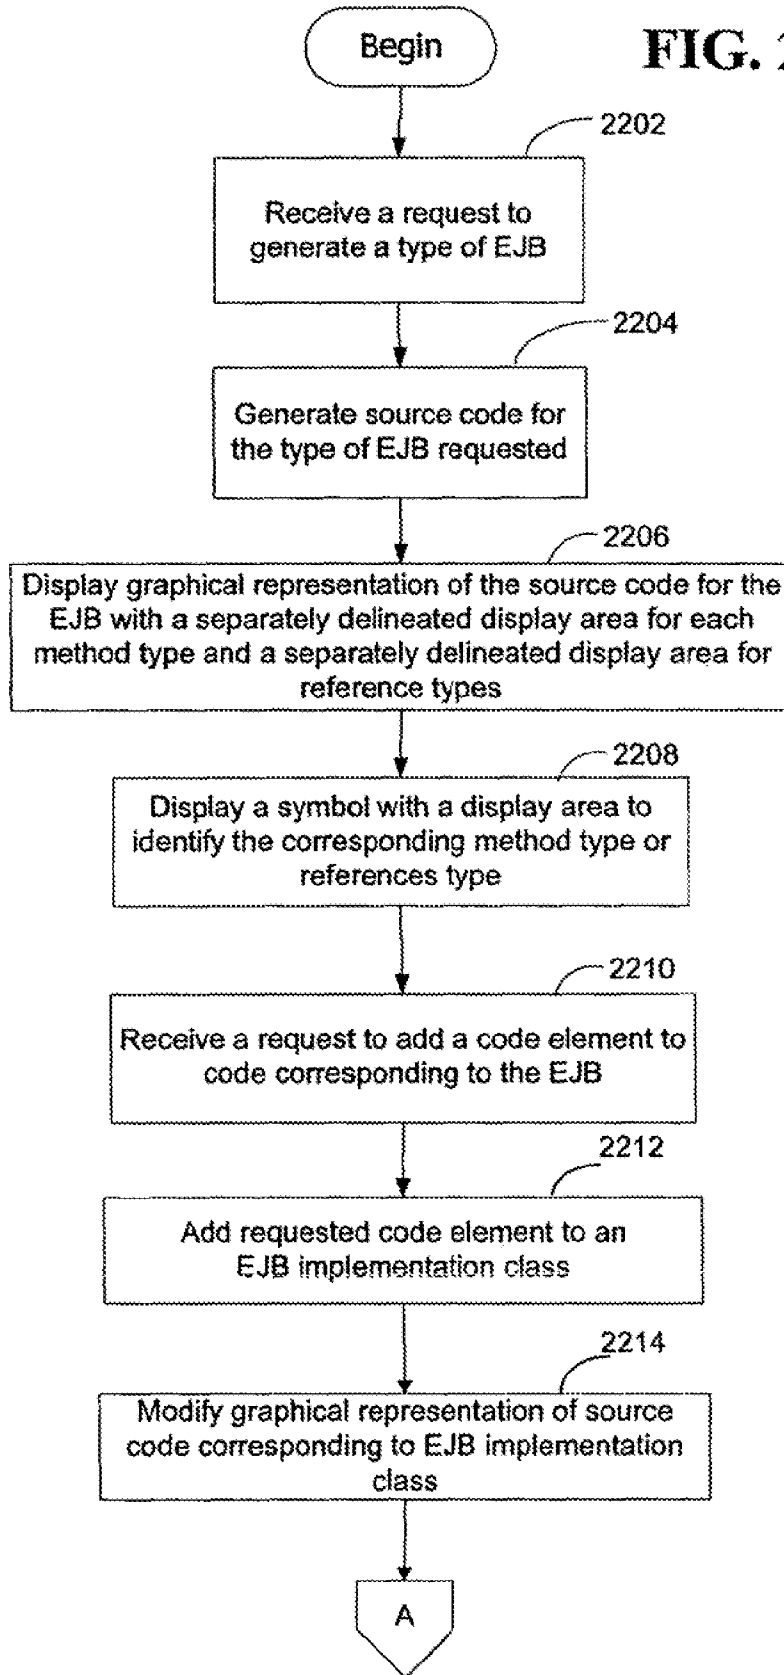 Begin
FIG. 2
2202
Receive a request to
generate a type of EJB
2204
Generate source code for
the type of EJB requested
2206
Display graphical representation of the source code for the
EJB with a separately delineated display area for each
method type and a separately delineated display area for
reference types
2208
Display a symbol with a display area to
identify the corresponding method type or
references type
2210
Receive a request to add a code element to
code corresponding to the EJB
2212
Add requested code element to an
EJB implementation class
2214
Modify graphical representation of source
code corresponding to EJB implementation
class
A